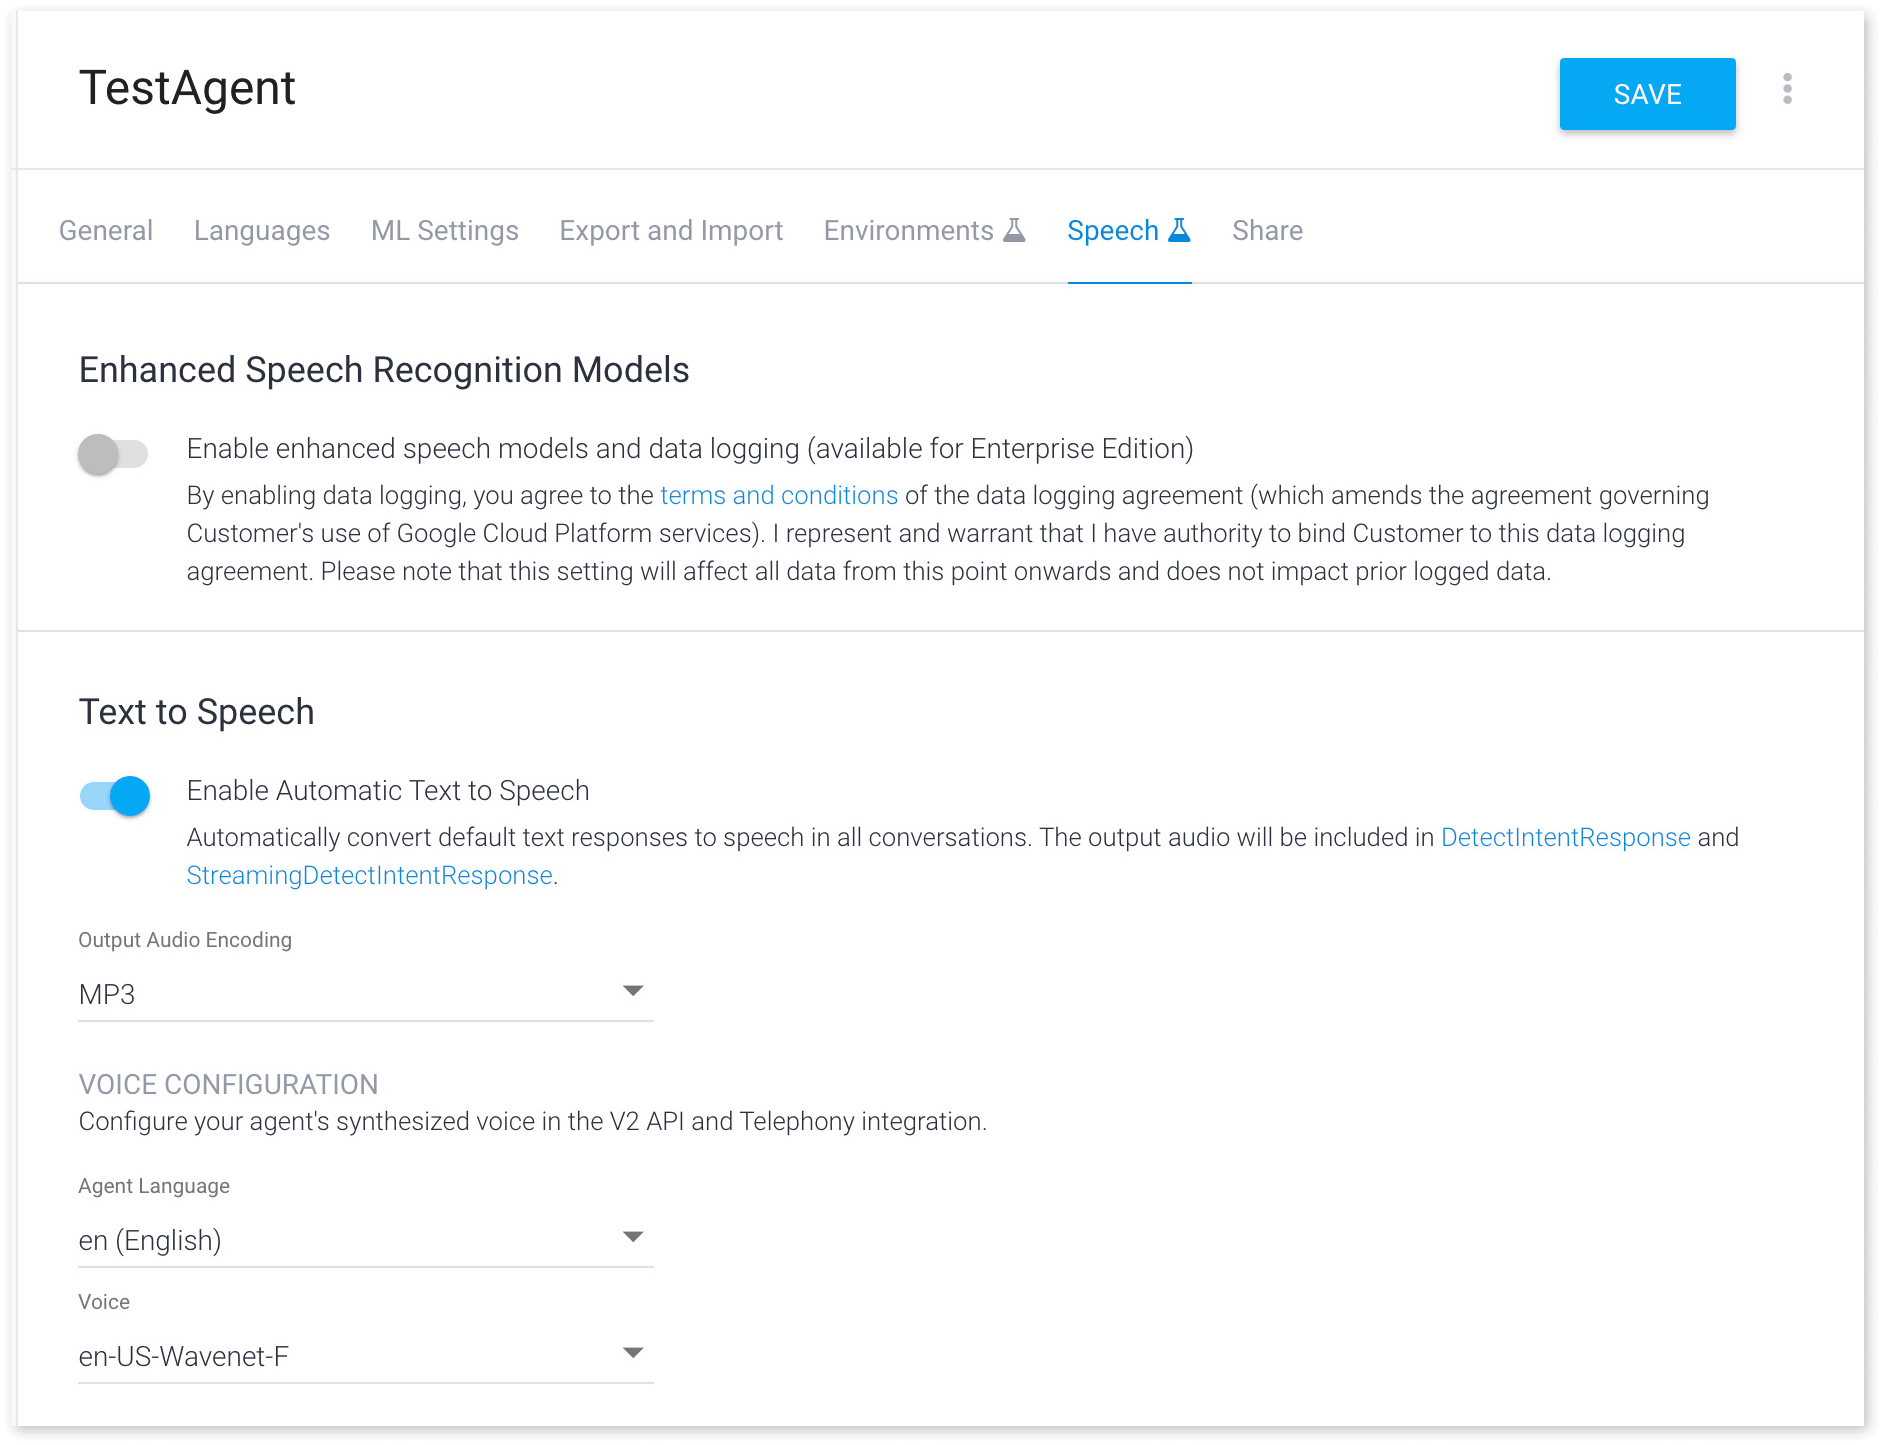 TestAgent
SAVE
General Languages ML Settings Export and Import Environments Speech Share
Enhanced Speech Recognition Models
Enable enhanced speech models and data logging (available for Enterprise Edition)
By enabling data logging, you agree to the terms and conditions of the data logging agreement (which amends the agreement governing
Customer's use of Google Cloud Platform services). I represent and warrant that I have authority to bind Customer to this data logging
agreement. Please note that this setting will affect all data from this point onwards and does not impact prior logged data.
Text to Speech
Enable Automatic Text to Speech
Automatically convert default text responses to speech in all conversations. The output audio will be included in DetectIntentResponse and
StreamingDetectIntentResponse.
Output Audio Encoding
MP3
VOICE CONFIGURATION
Configure your agent's synthesized voice in the V2 API and Telephony integration.
Agent Language
en (English)
Voice
en-US-Wavenet-F